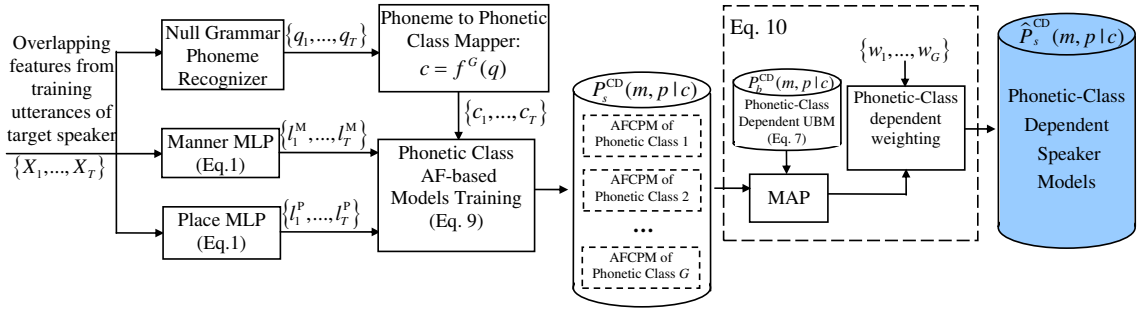 Overlapping
features from
training
utterances of
target speaker
{X_1,...,X_T}
Null Grammar
Phoneme
Recognizer
{q_1,...,q_T}
Phoneme to Phonetic
Class Mapper:
c = f^G(q)
{c_1,...,c_T}
Manner MLP
(Eq.1)
{l_1^M,...,l_T^M}
Place MLP
(Eq.1)
{l_1^P,...,l_T^P}
Phonetic Class
AF-based
Models Training
(Eq. 9)
P_s^CD(m, p | c)
AFCPM of
Phonetic Class 1
AFCPM of
Phonetic Class 2
...
AFCPM of
Phonetic Class G
Eq. 10
P_b^CD(m, p | c)
Phonetic-Class
Dependent UBM
(Eq. 7)
MAP
{w_1,...,w_G}
Phonetic-Class
dependent
weighting
P̂_s^CD(m, p | c)
Phonetic-Class
Dependent
Speaker
Models